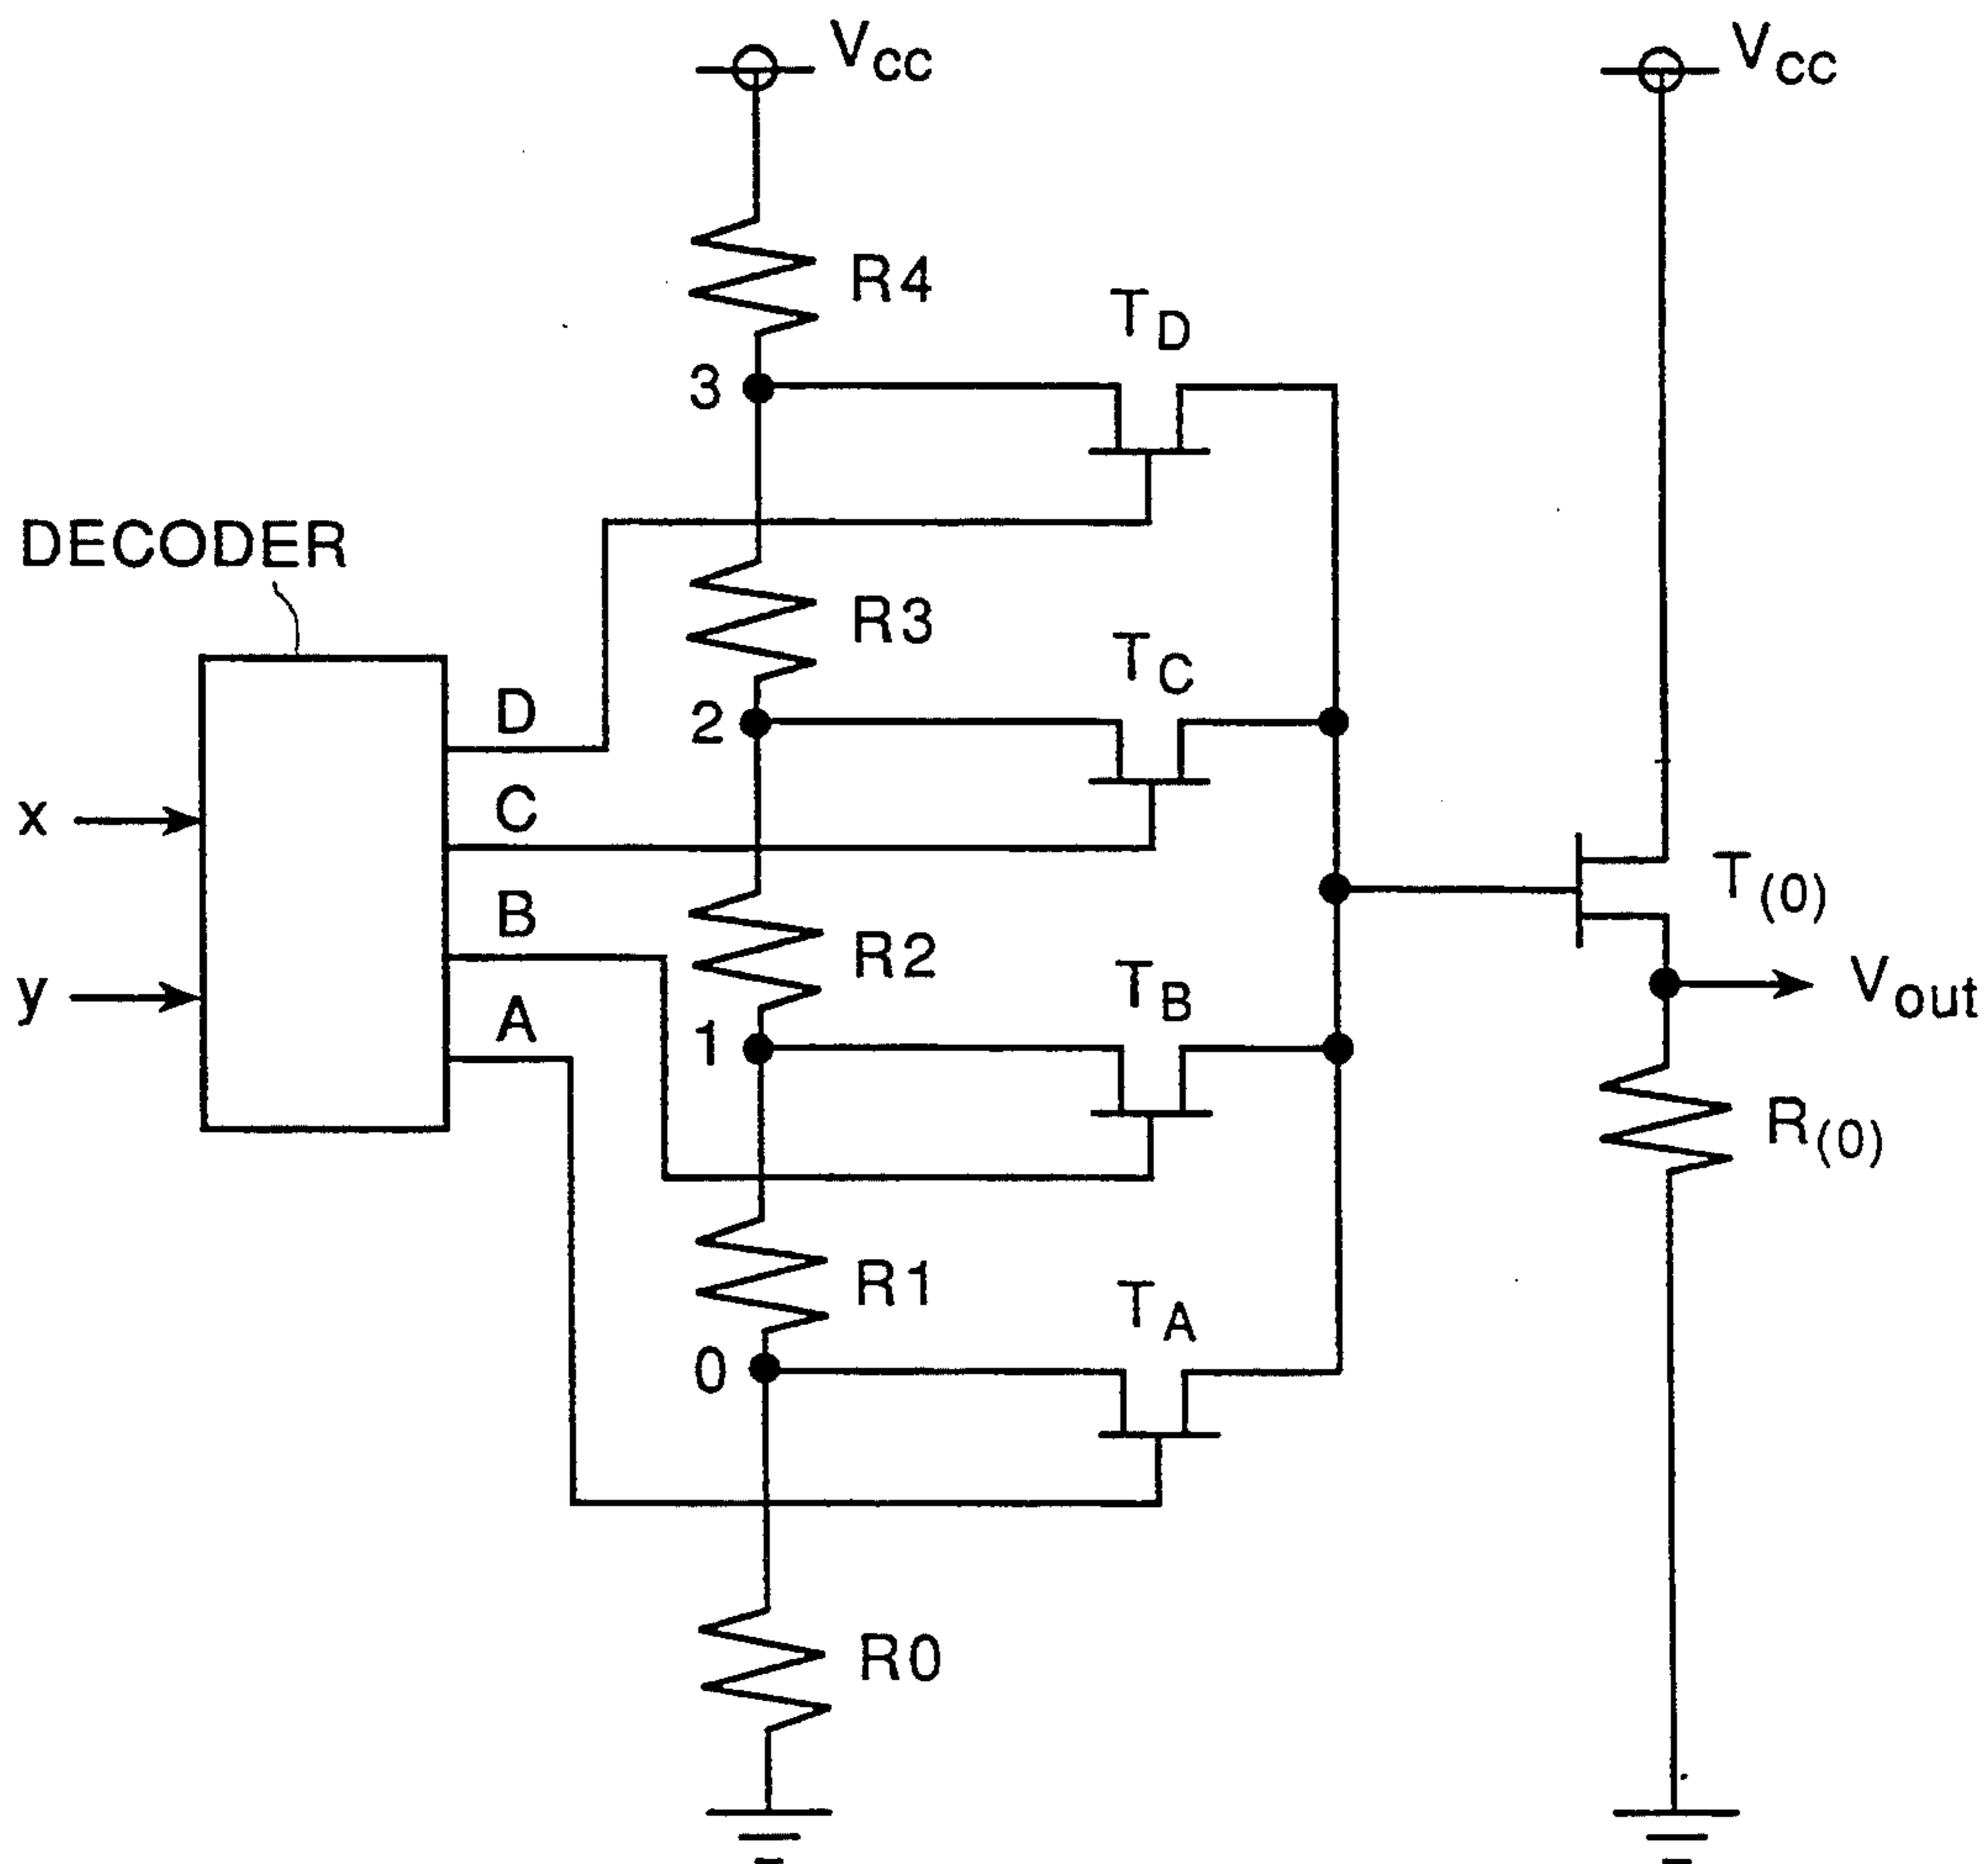 Vcc
Vcc
R4
TD
3
DECODER
R3
TC
D
2
x
C
T(0)
B
R2
TB
y
Vout
A
1
R(0)
R1
TA
0
R0